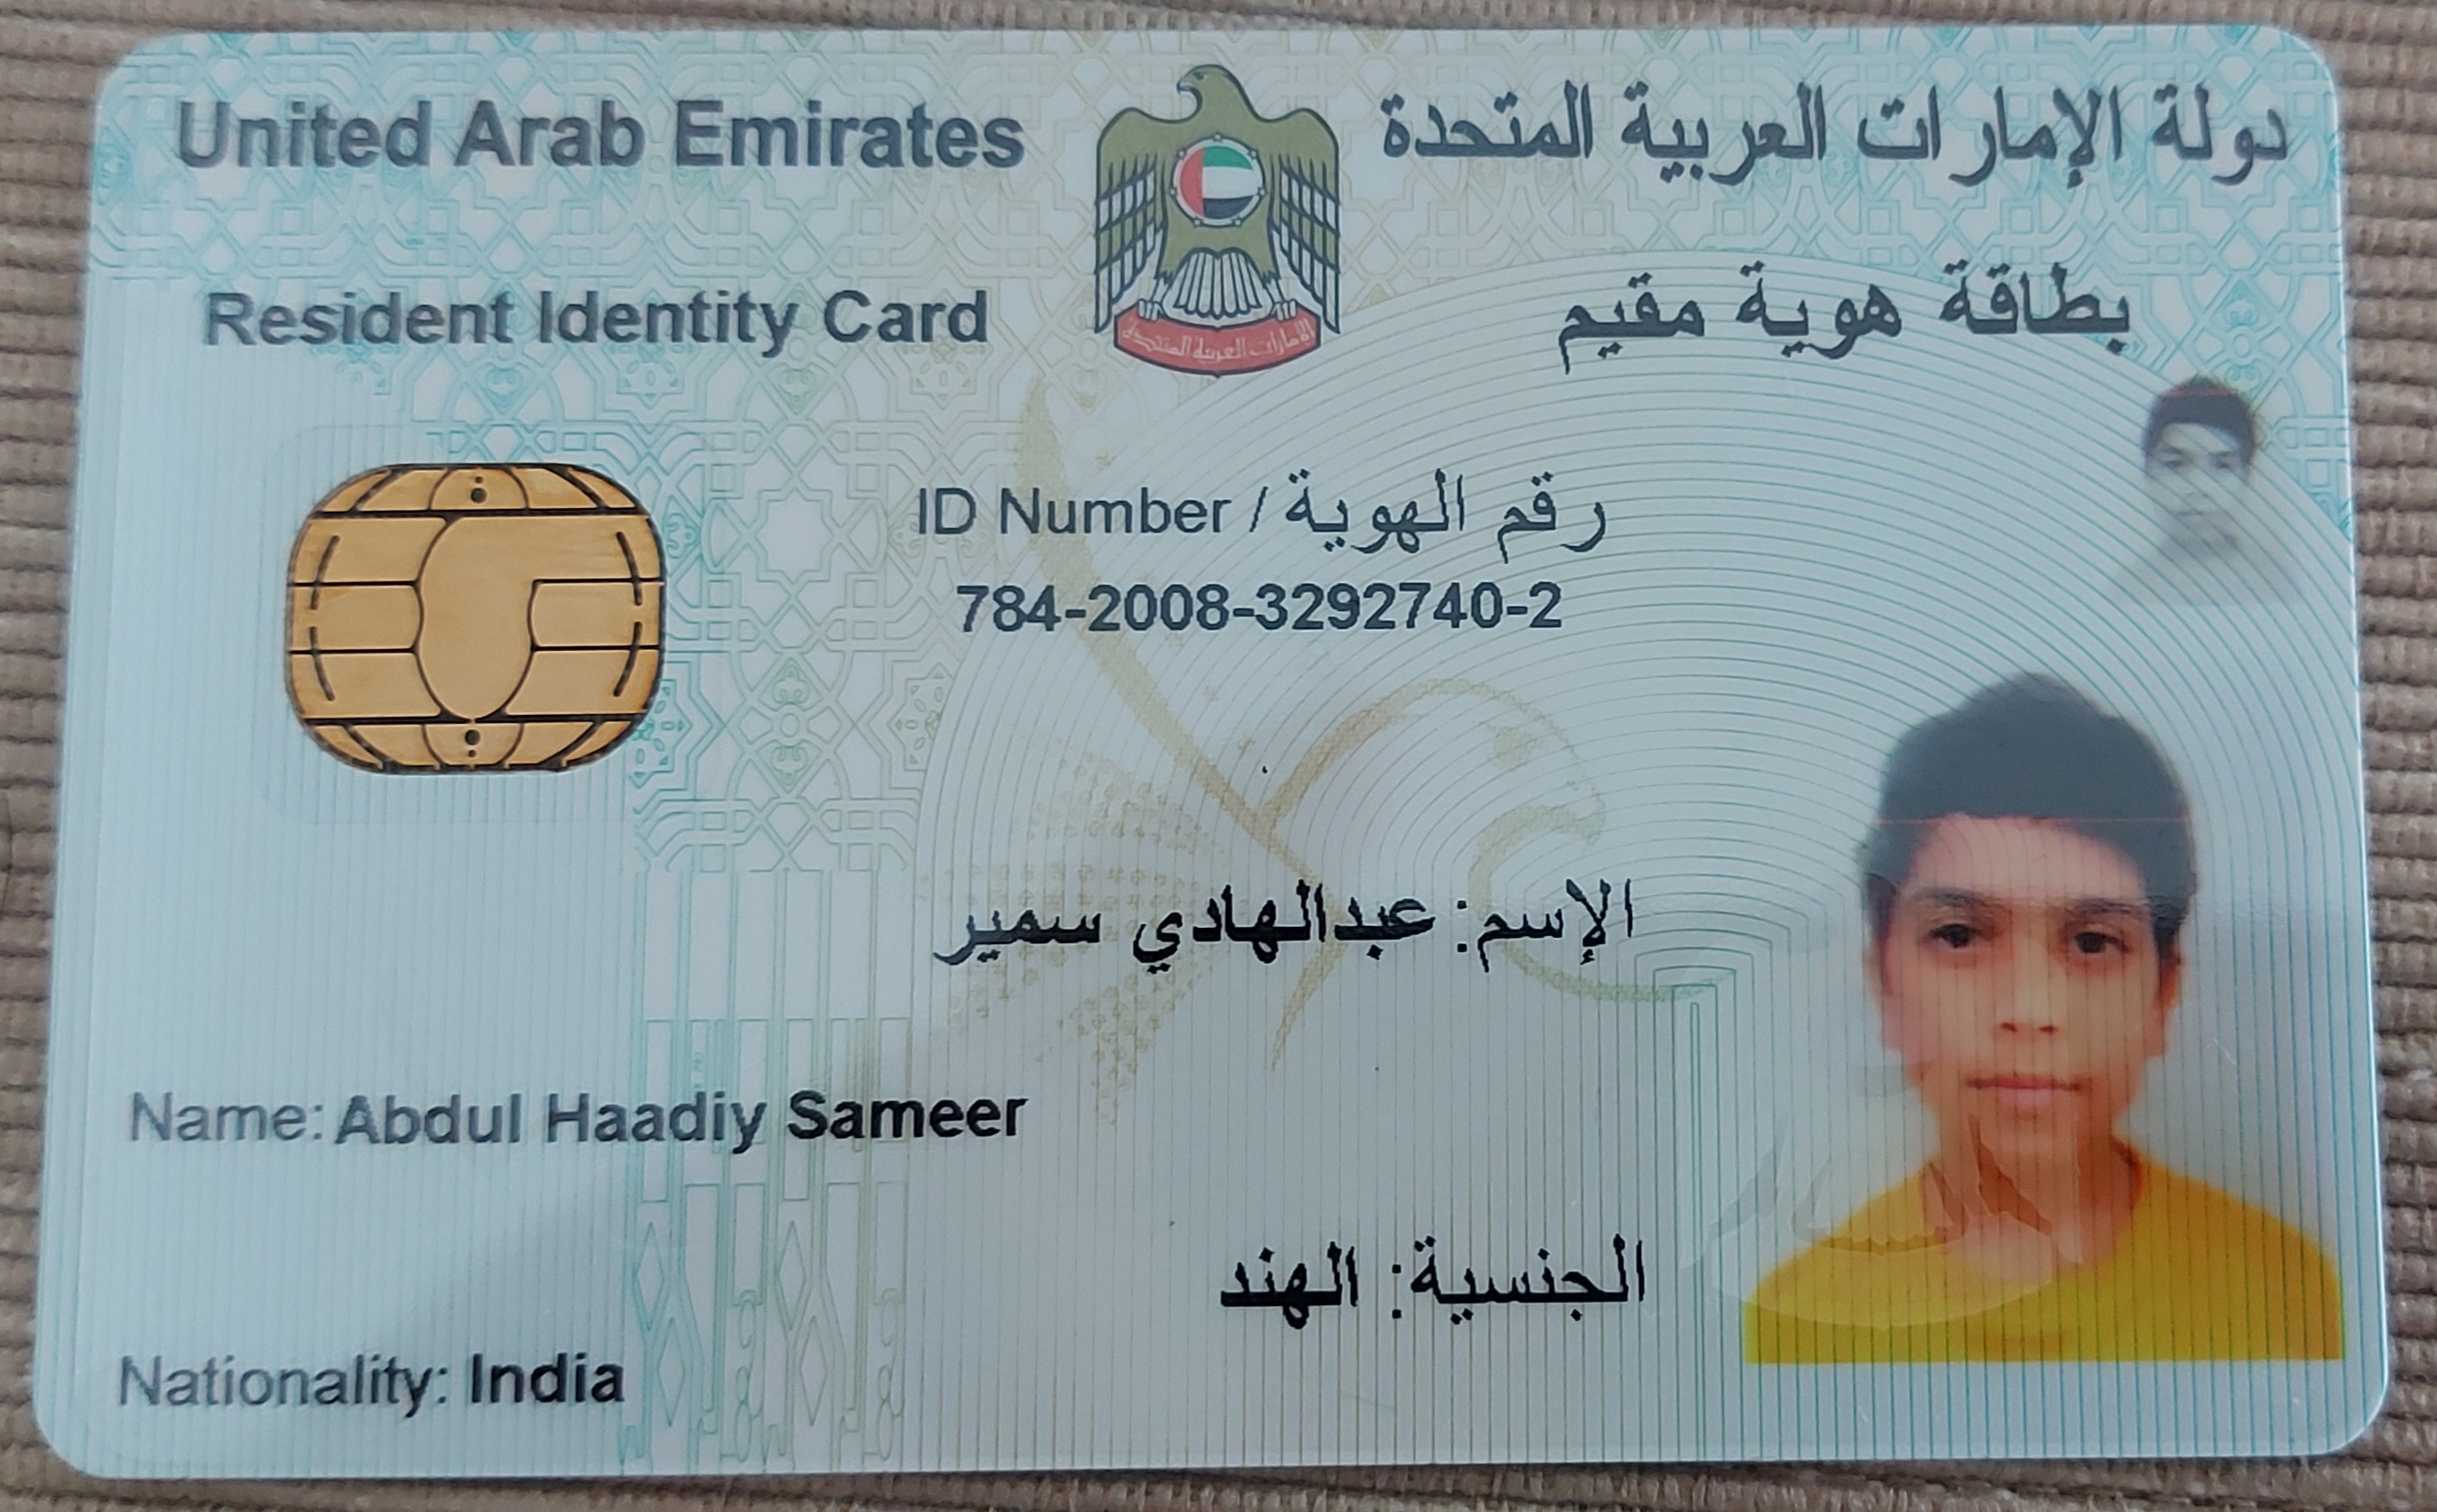 United Arab Emirates
دولة الإمارات العربية المتحدة
Resident Identity Card
بطاقة هوية مقيم
الإمارات العربية المتحدة
ID Number / رقم الهوية
784-2008-3292740-2
الإسم: عبدالهادي سمير
Name: Abdul Haadiy Sameer
الجنسية: الهند
Nationality: India